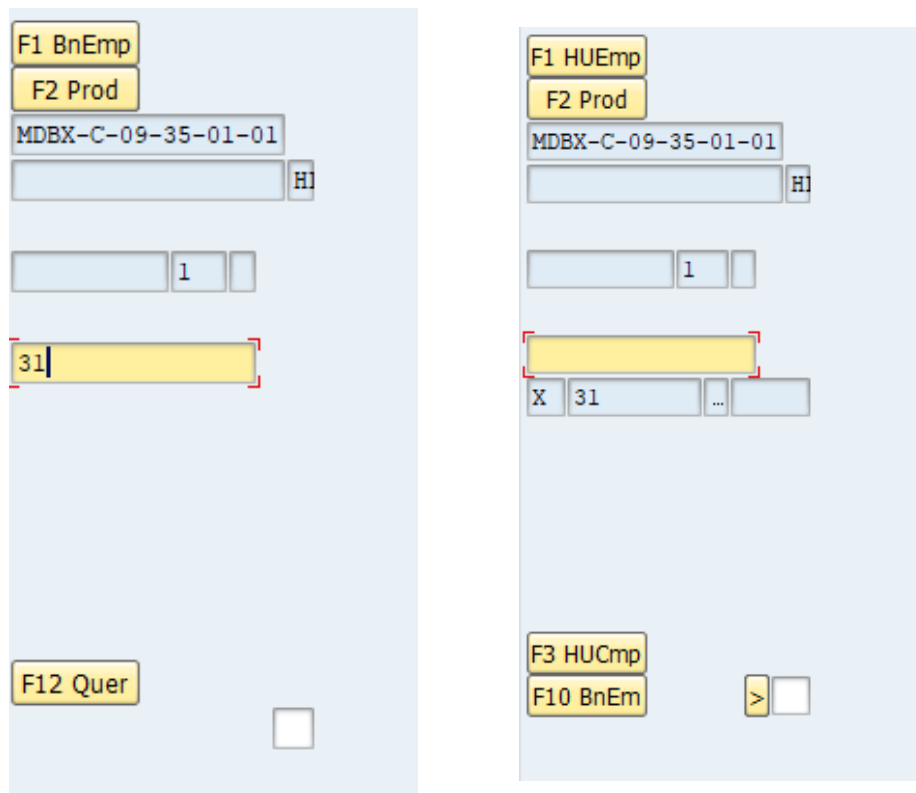 F1 BnEmp
F2 Prod
MDBX-C-09-35-01-01
1
31
F12 Quer
F1 HUEmp
F2 Prod
MDBX-C-09-35-01-01
1
X 31 …
F3 HUCmp
F10 BnEm >